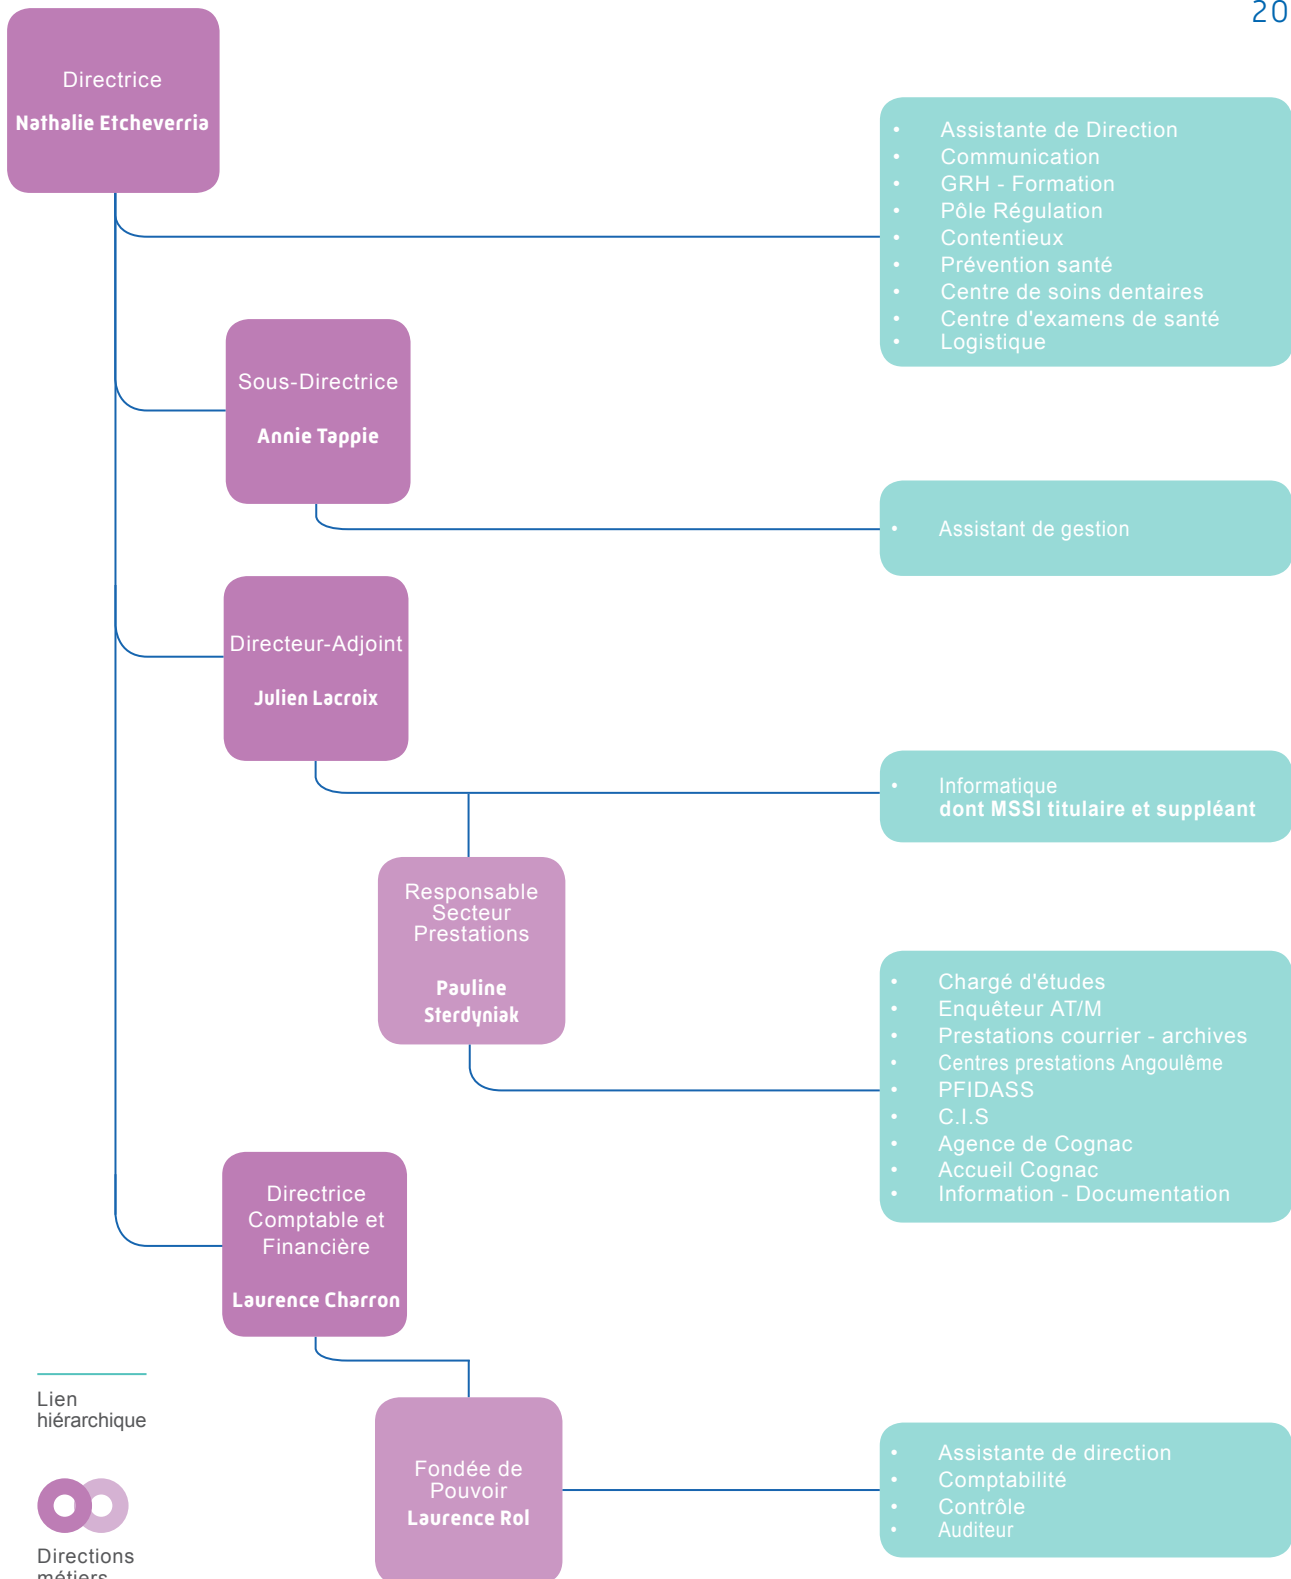 20
Directrice
Nathalie Etcheverria
• Assistante de Direction
• Communication
• GRH - Formation
• Pôle Régulation
• Contentieux
• Prévention santé
• Centre de soins dentaires
• Centre d'examens de santé
• Logistique
Sous-Directrice
Annie Tappie
• Assistant de gestion
Directeur-Adjoint
Julien Lacroix
• Informatique
dont MSSI titulaire et suppléant
Responsable
Secteur
Prestations
Pauline
Sterdyniak
• Chargé d'études
• Enquêteur AT/M
• Prestations courrier - archives
• Centres prestations Angoulême
• PFIDASS
• C.I.S
• Agence de Cognac
• Accueil Cognac
• Information - Documentation
Directrice
Comptable et
Financière
Laurence Charron
Fondée de
Pouvoir
Laurence Rol
• Assistante de direction
• Comptabilité
• Contrôle
• Auditeur
Lien
hiérarchique
Directions
métiers